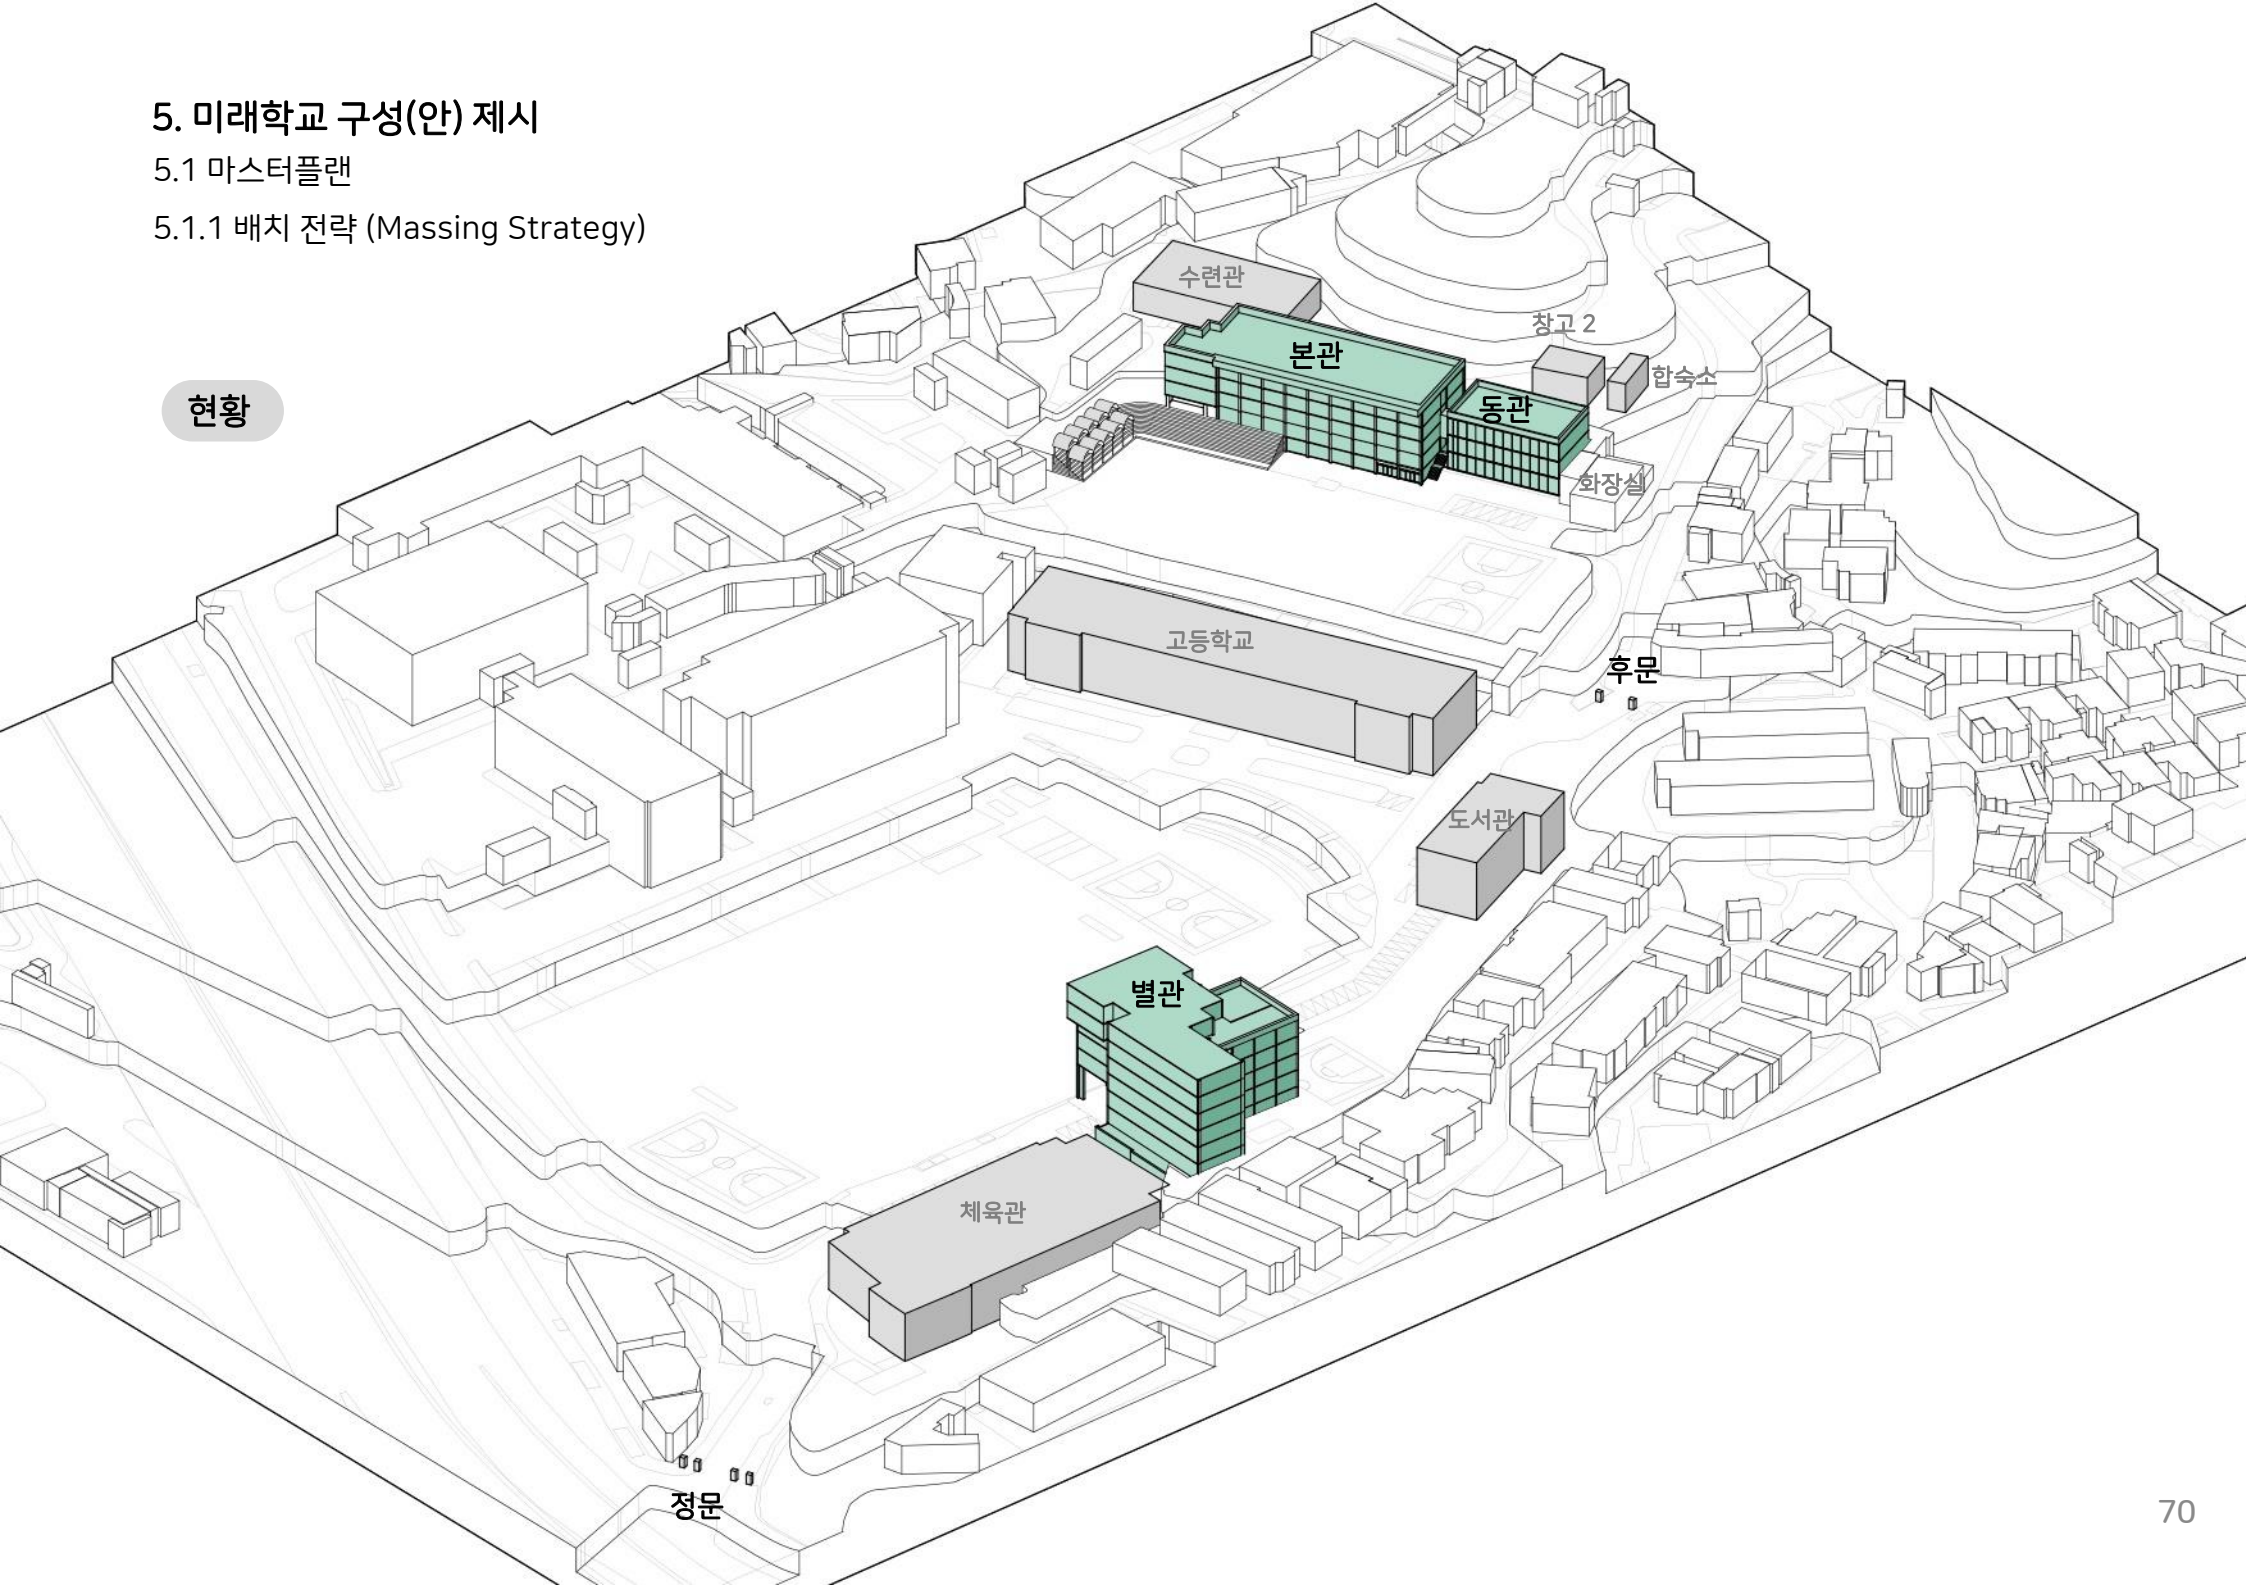 5. 미래학교 구성(안) 제시
5.1 마스터플랜
5.1.1 배치 전략 (Massing Strategy)
현황
수련관
창고 2
본관
합숙소
동관
화장실
고등학교
후문
도서관
별관
체육관
정문
70